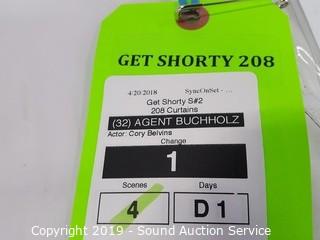 GET SHORTY 208
4/20/2018 SyncOnSet - ...
Get Shorty S#2
208 Curtains
(32) AGENT BUCHHOLZ
Actor: Cory Belvins
Change
1
Scenes Days
4 D 1
Copyright 2019 - Sound Auction Service